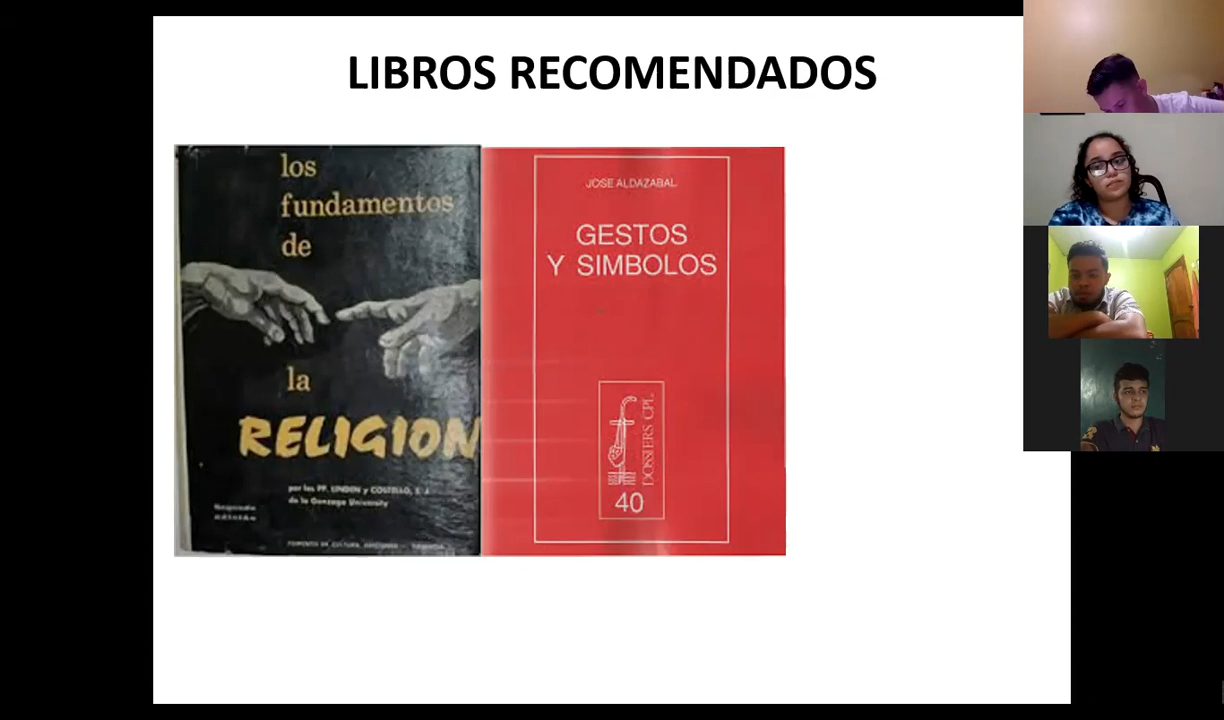 LIBROS RECOMENDADOS
los
fundamentos
de
la
RELIGION
por los PP. LINDEN y COSTELLO, S. J.
de la Gonzaga University
JOSE ALDAZABAL
GESTOS
Y SIMBOLOS
DOSSIERS CPL
40